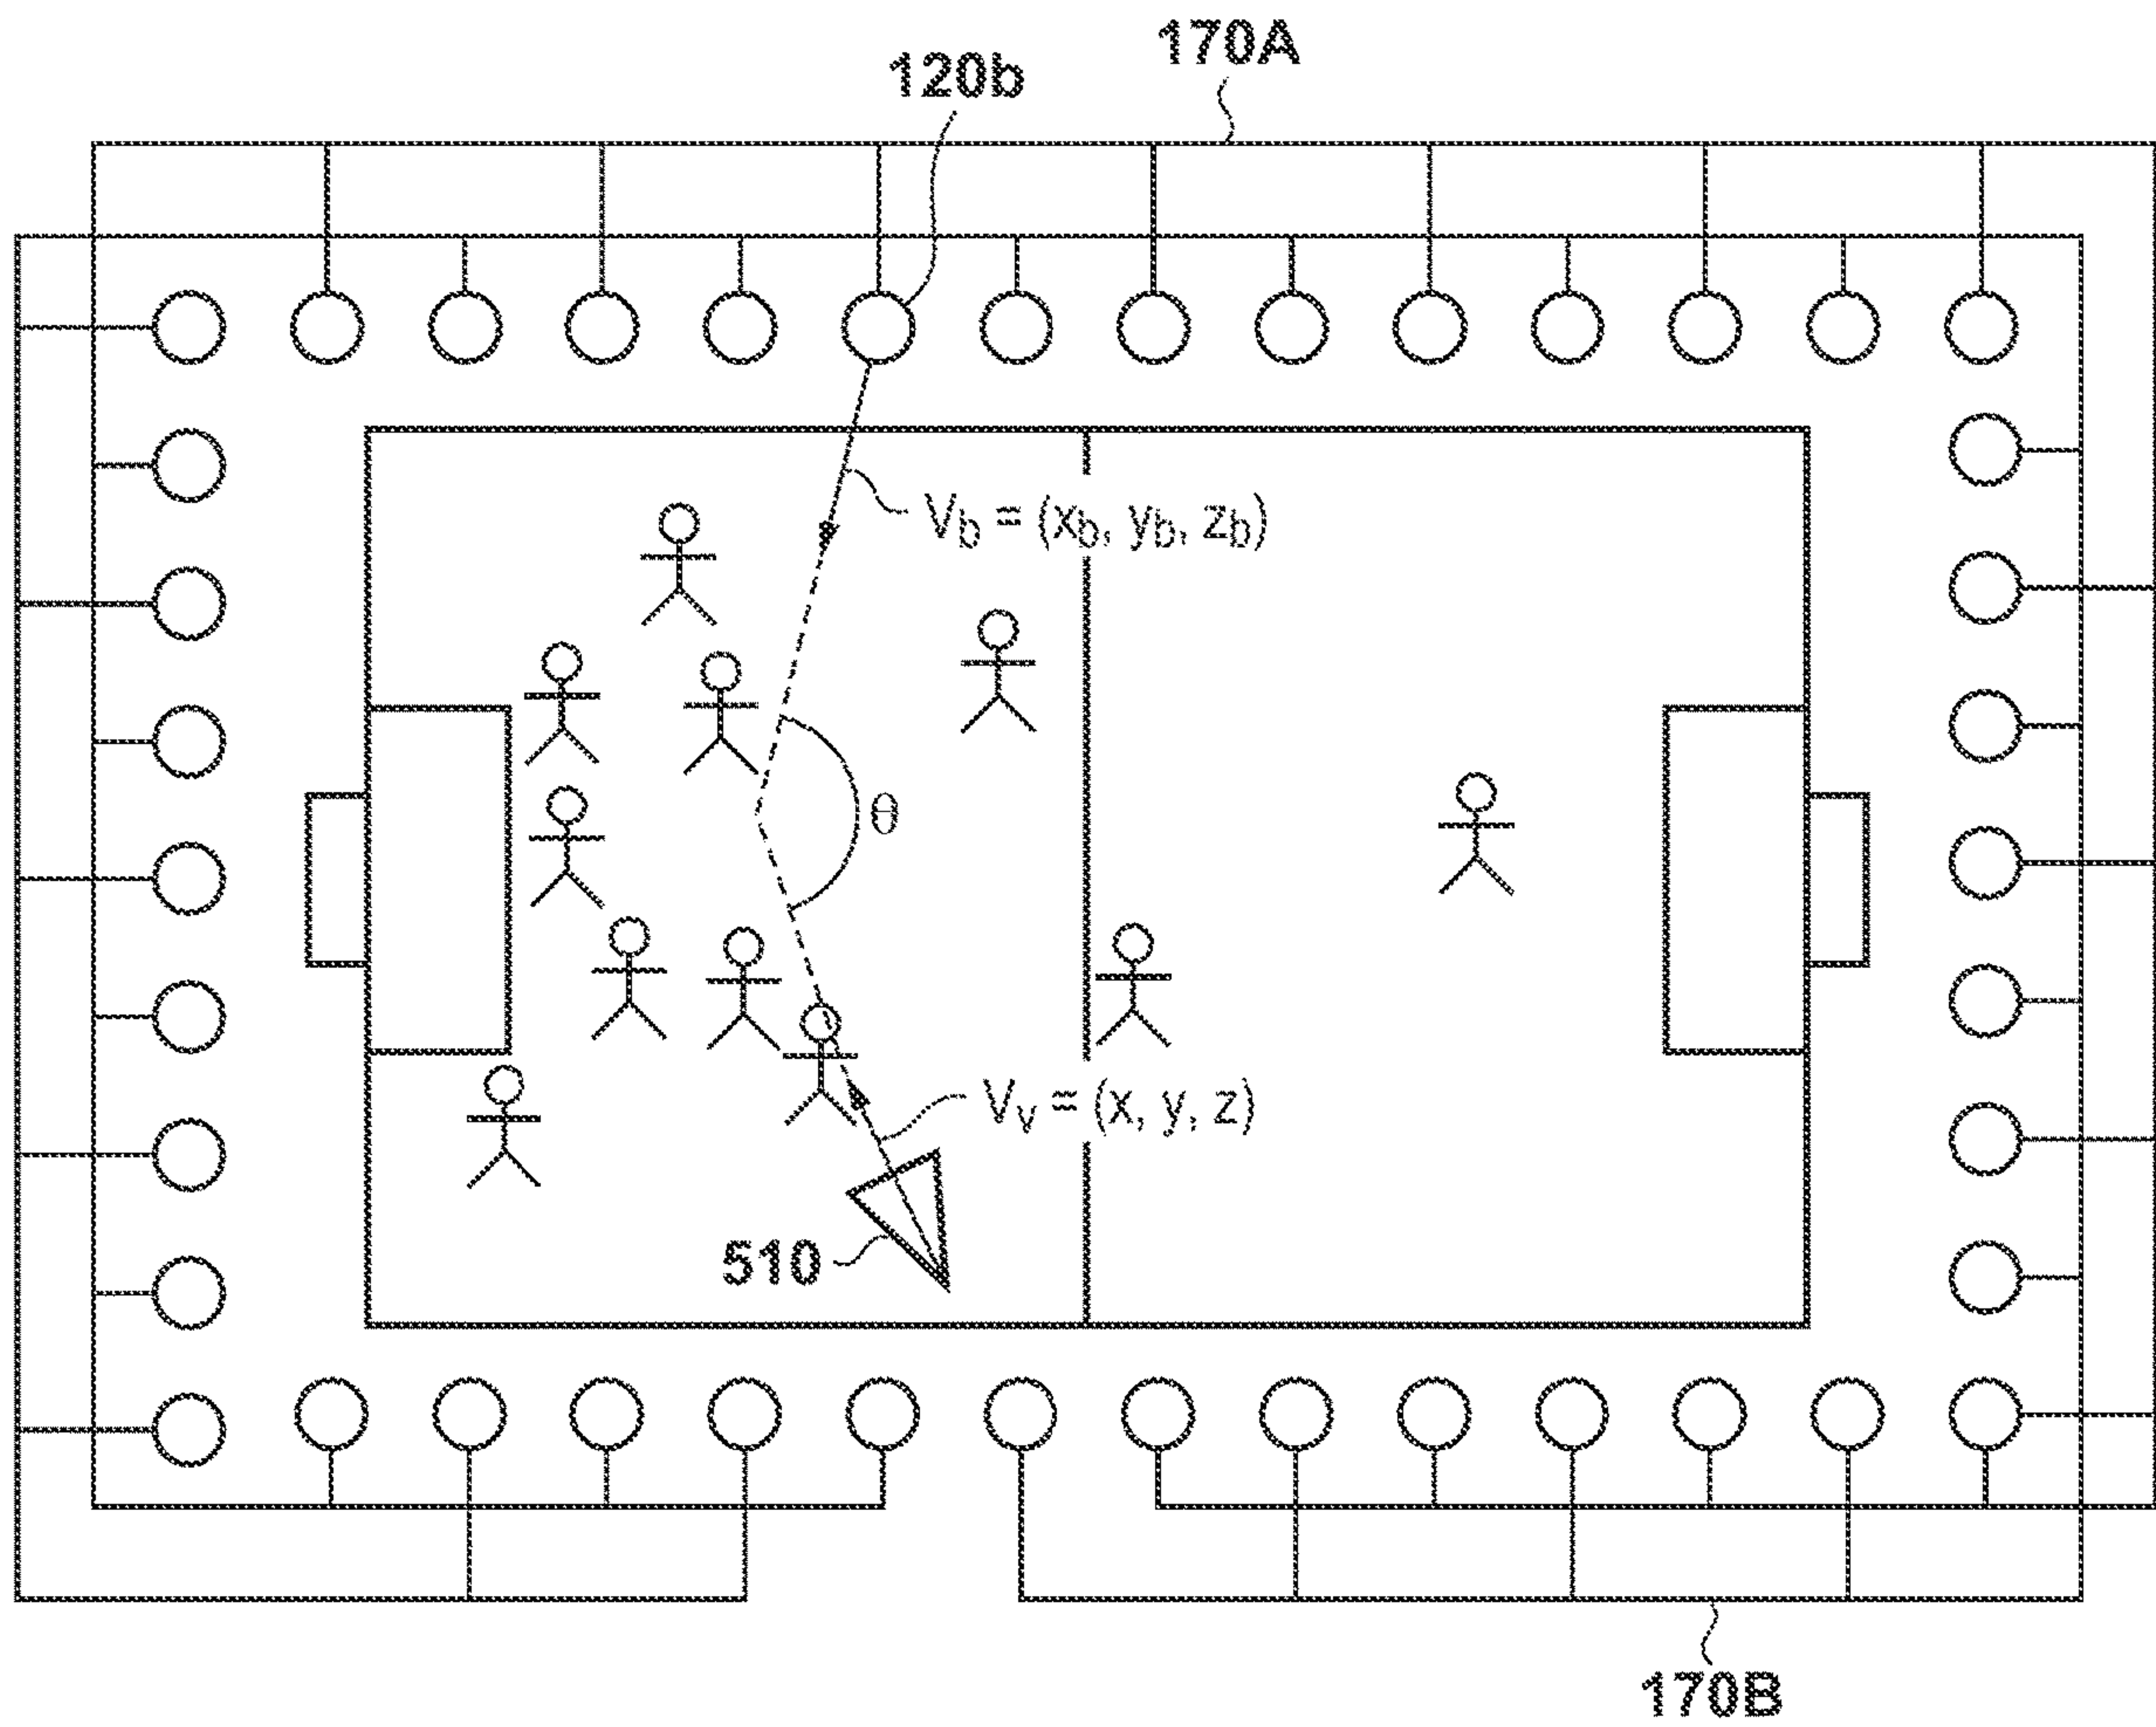 170A
120b
Vb = (xb, yb, zb)
θ
Vv = (x, y, z)
510
170B